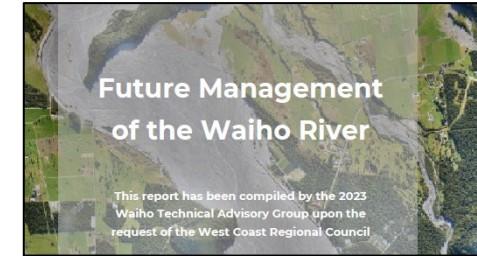 Future Management
of the Waiho River
This report has been compiled by the 2023
Waiho Technical Advisory Group upon the
request of the West Coast Regional Council